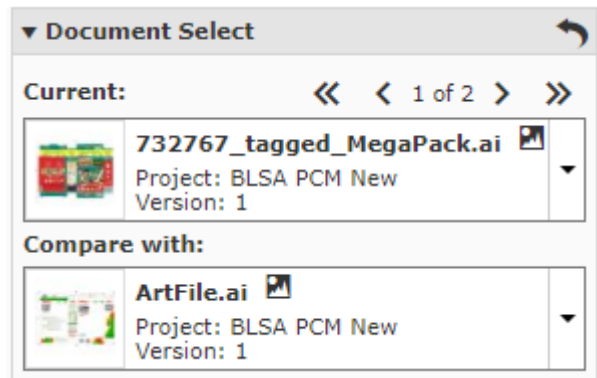 Document Select
Current:
1 of 2
732767_tagged_MegaPack.ai
Project: BLSA PCM New
Version: 1
Compare with:
ArtFile.ai
Project: BLSA PCM New
Version: 1